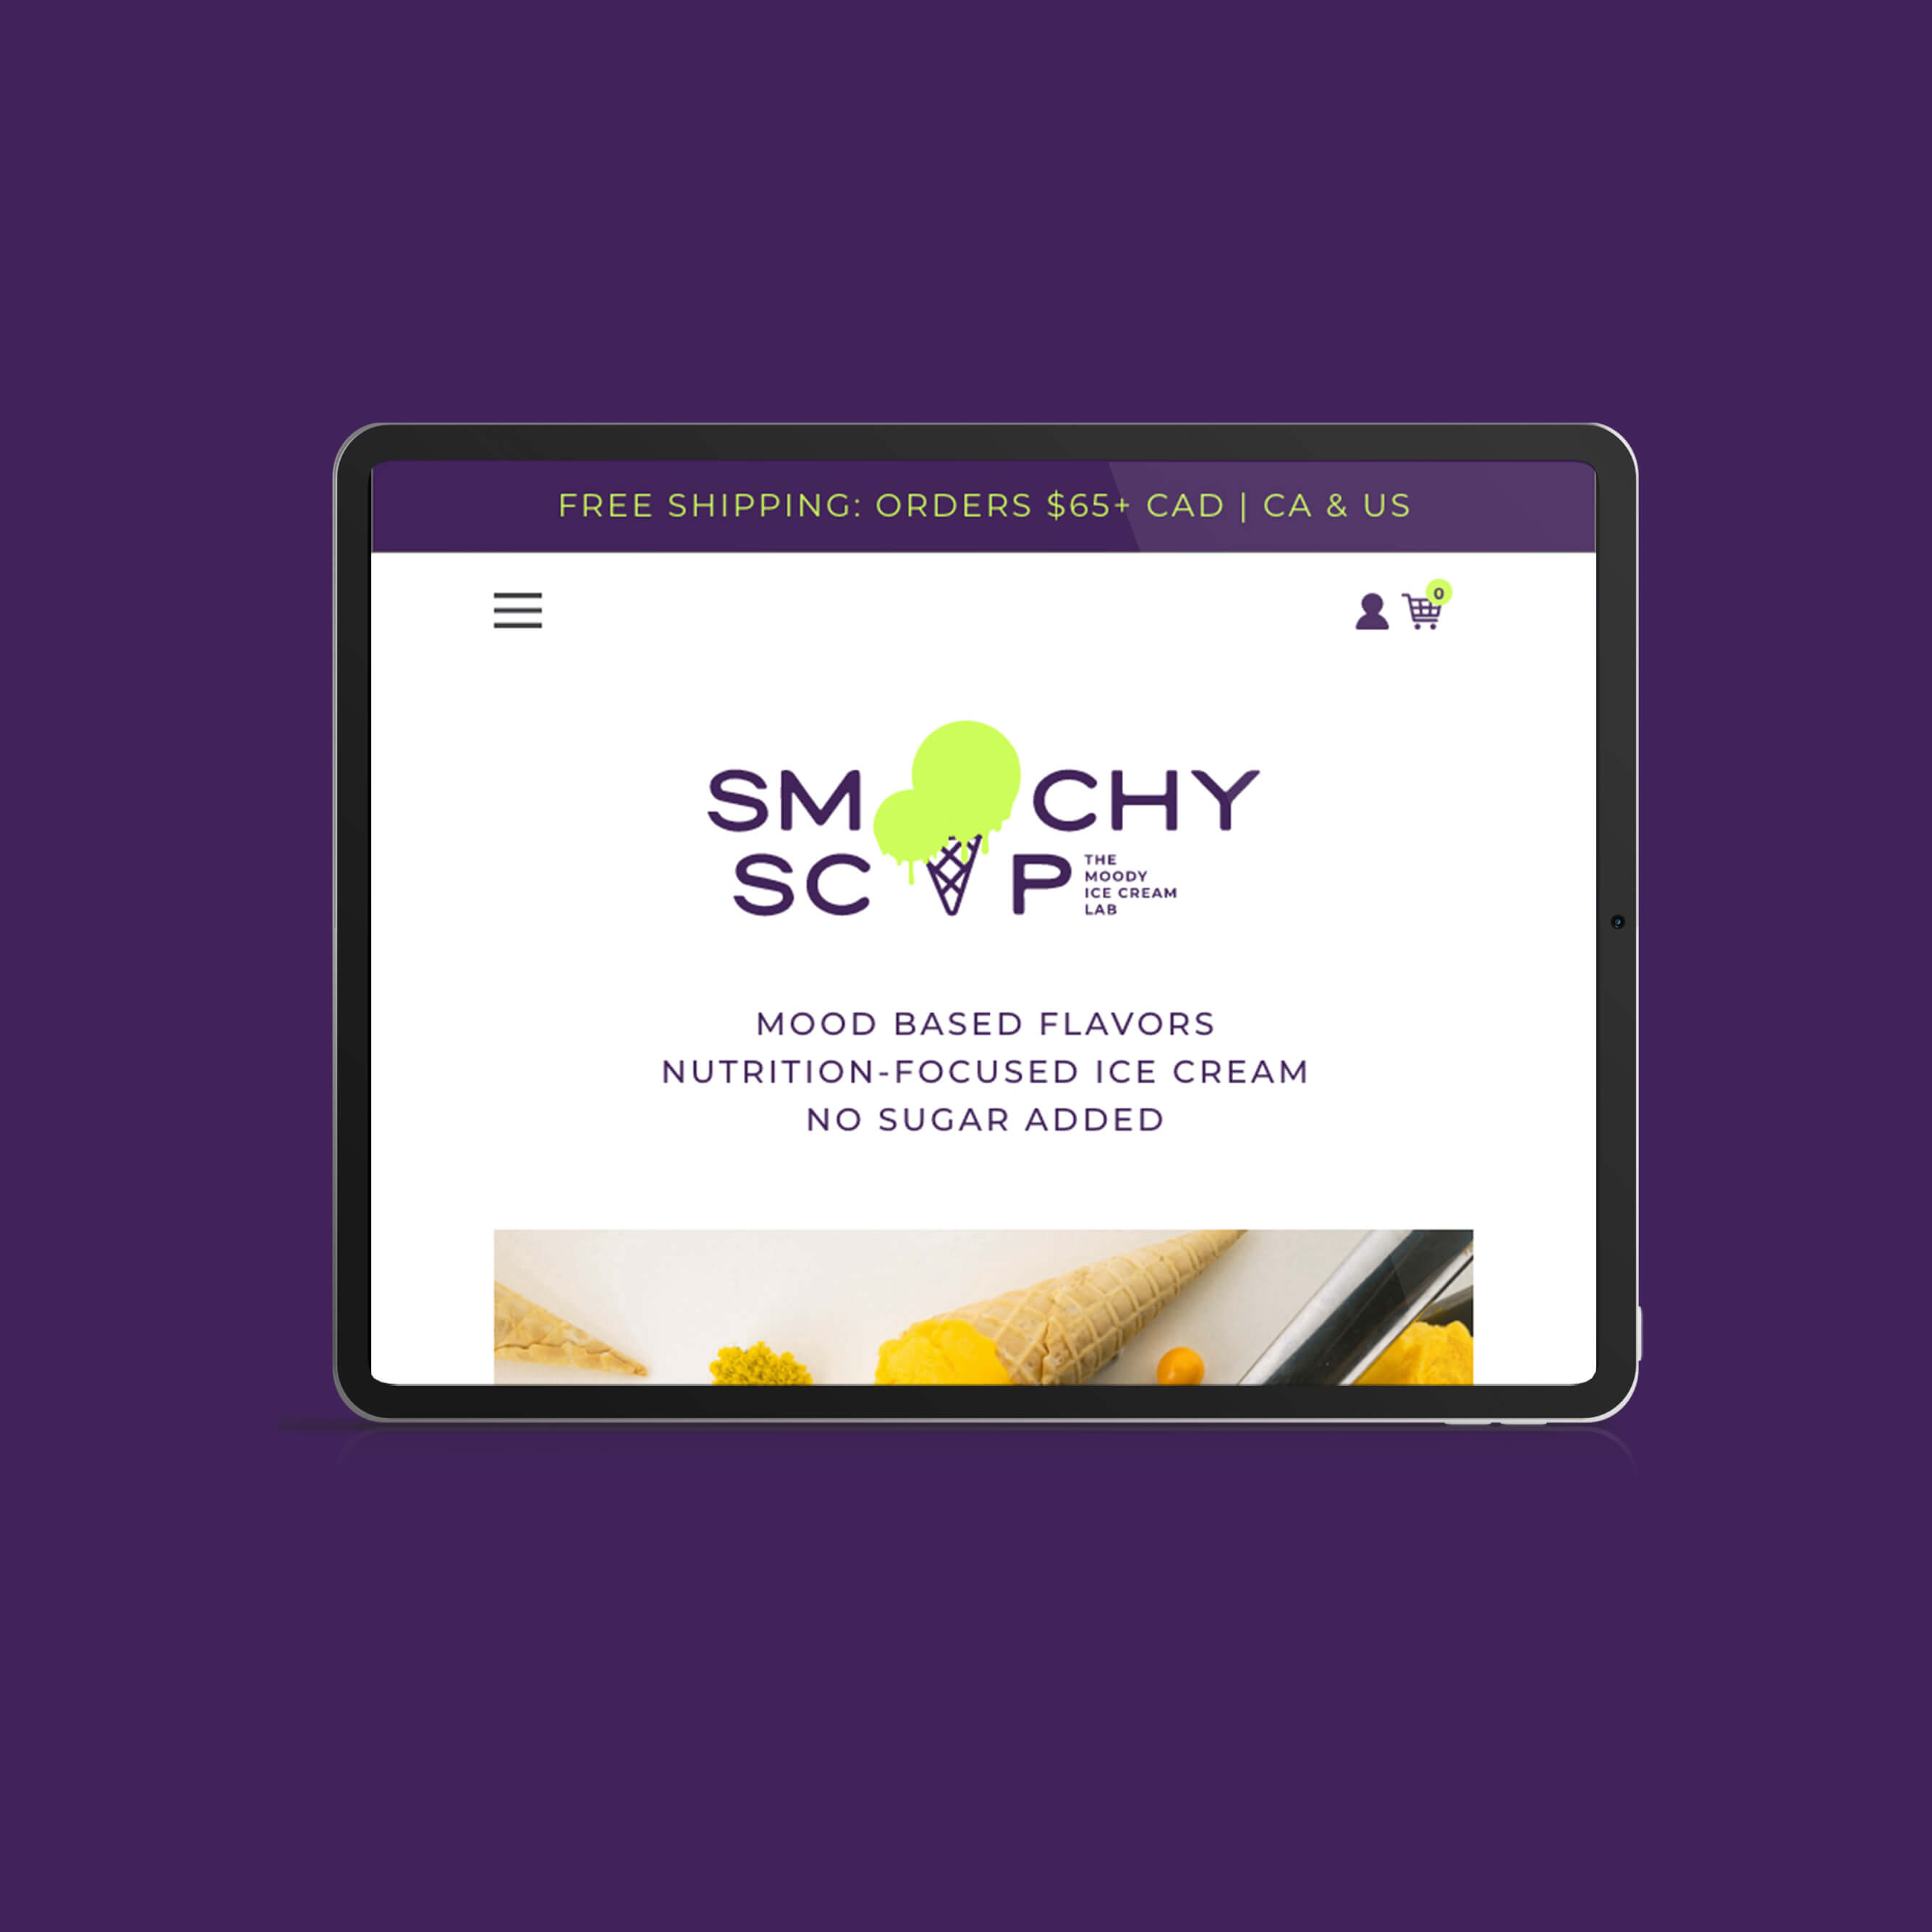 FREE SHIPPING: ORDERS $65+ CAD | CA & US
0
SM CHY
SC P
THE
MOODY
ICE CREAM
LAB
MOOD BASED FLAVORS
NUTRITION-FOCUSED ICE CREAM
NO SUGAR ADDED